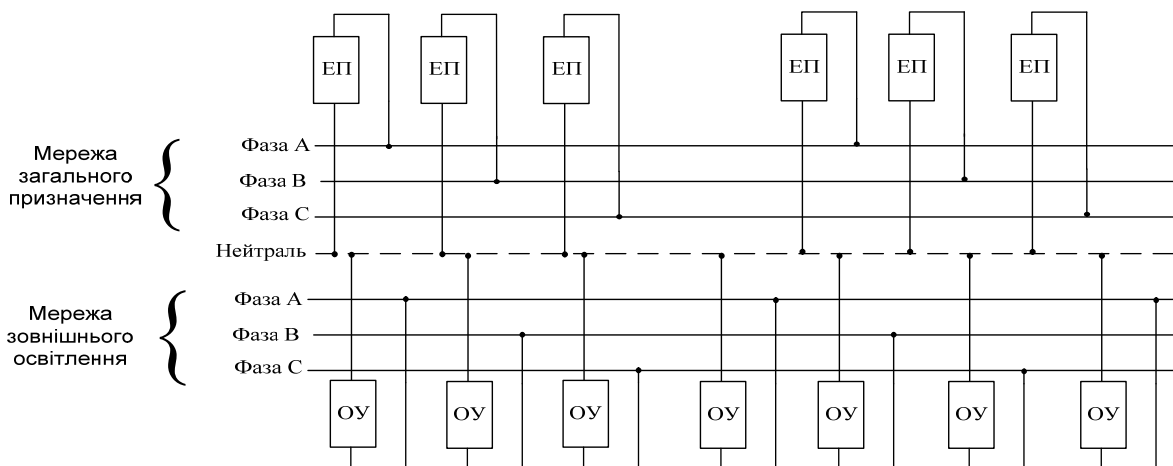 ЕП ЕП ЕП ЕП ЕП ЕП
Мережа
загального
призначення
Фаза А
Фаза В
Фаза С
Нейтраль
Мережа
зовнішнього
освітлення
Фаза А
Фаза В
Фаза С
ОУ ОУ ОУ ОУ ОУ ОУ ОУ